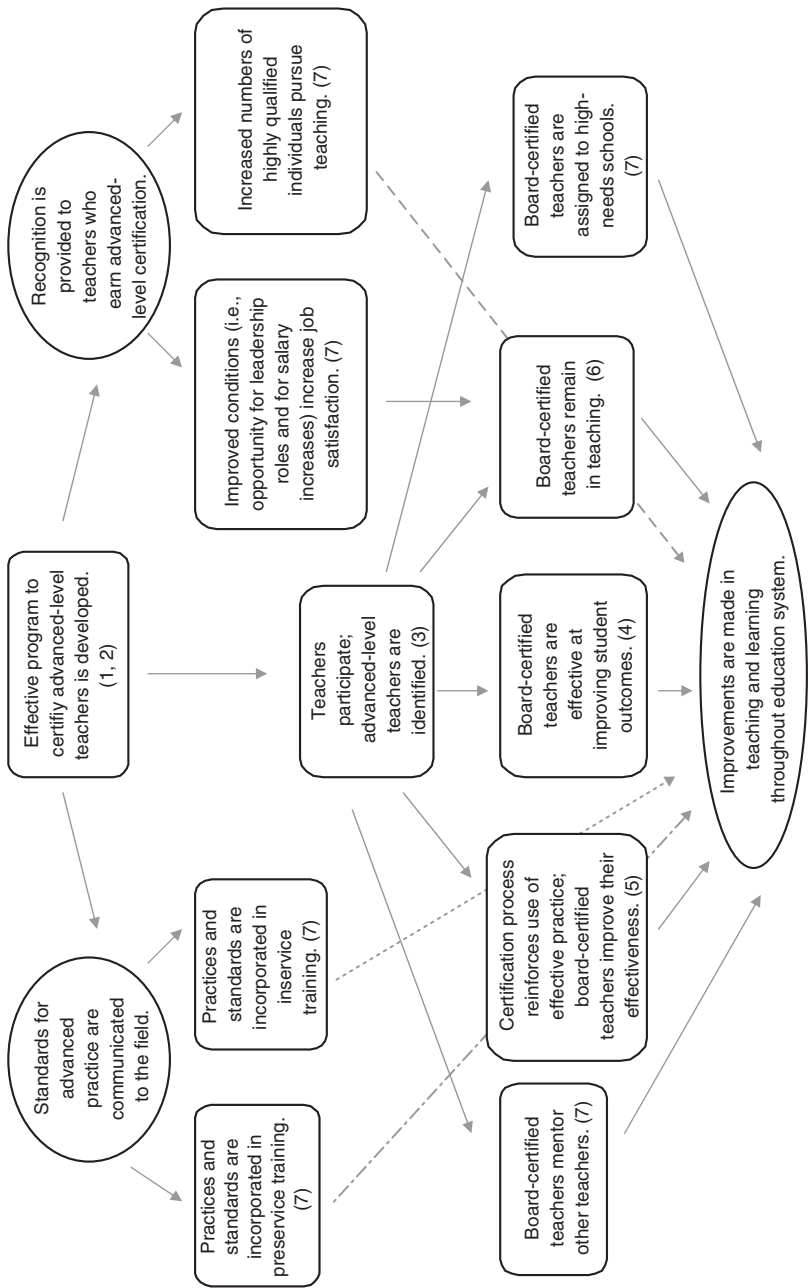 Effective program to
certifiy advanced-level
teachers is developed.
(1, 2)
Standards for
advanced
practice are
communicated
to the field.
Recognition is
provided to
teachers who
earn advanced-
level certification.
Practices and
standards are
incorporated in
preservice training.
(7)
Practices and
standards are
incorporated in
inservice
training. (7)
Teachers
participate;
advanced-level
teachers are
identified. (3)
Improved conditions (i.e.,
opportunity for leadership
roles and for salary
increases) increase job
satisfaction. (7)
Increased numbers of
highly qualified
individuals pursue
teaching. (7)
Board-certified
teachers mentor
other teachers. (7)
Certification process
reinforces use of
effective practice;
board-certified
teachers improve their
effectiveness. (5)
Board-certified
teachers are
effective at
improving student
outcomes. (4)
Board-certified
teachers remain
in teaching. (6)
Board-certified
teachers are
assigned to high-
needs schools.
(7)
Improvements are made in
teaching and learning
throughout education system.